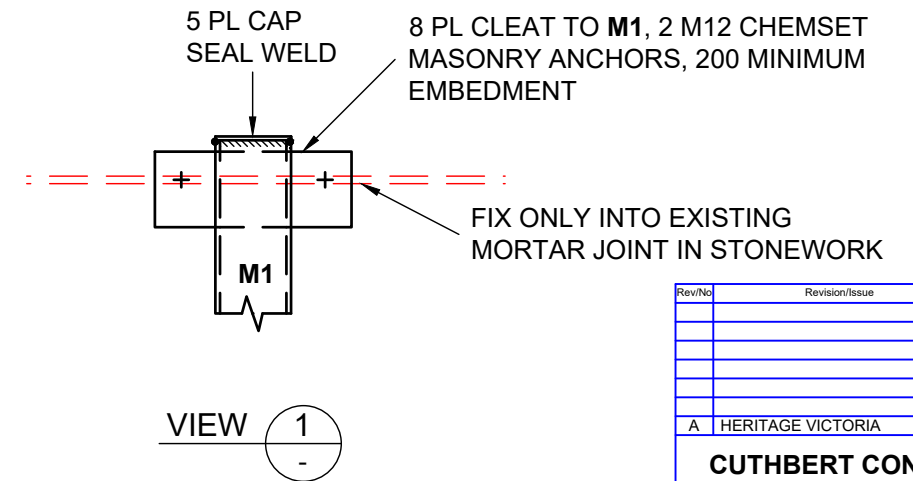 5 PL CAP
SEAL WELD
8 PL CLEAT TO M1, 2 M12 CHEMSET
MASONRY ANCHORS, 200 MINIMUM
EMBEDMENT
FIX ONLY INTO EXISTING
MORTAR JOINT IN STONEWORK
M1
VIEW 1
-
Rev/No Revision/Issue
A HERITAGE VICTORIA
CUTHBERT CON